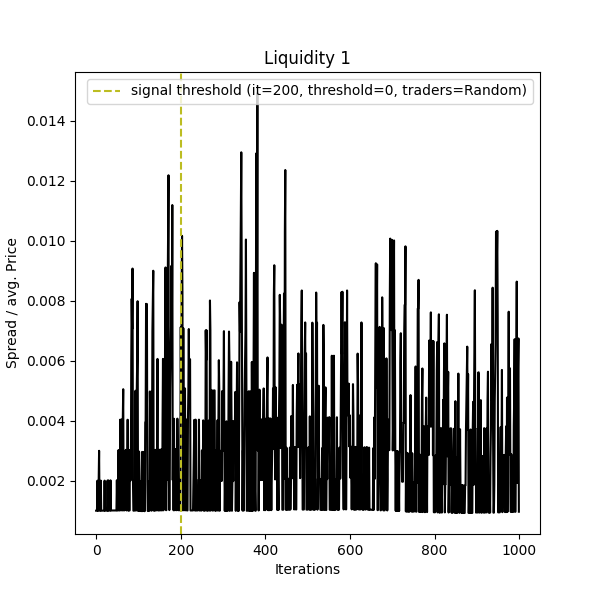 Liquidity 1
signal threshold (it=200, threshold=0, traders=Random)
0.014
0.012
0.010
0.008
0.006
0.004
0.002
Spread / avg. Price
0 200 400 600 800 1000
Iterations